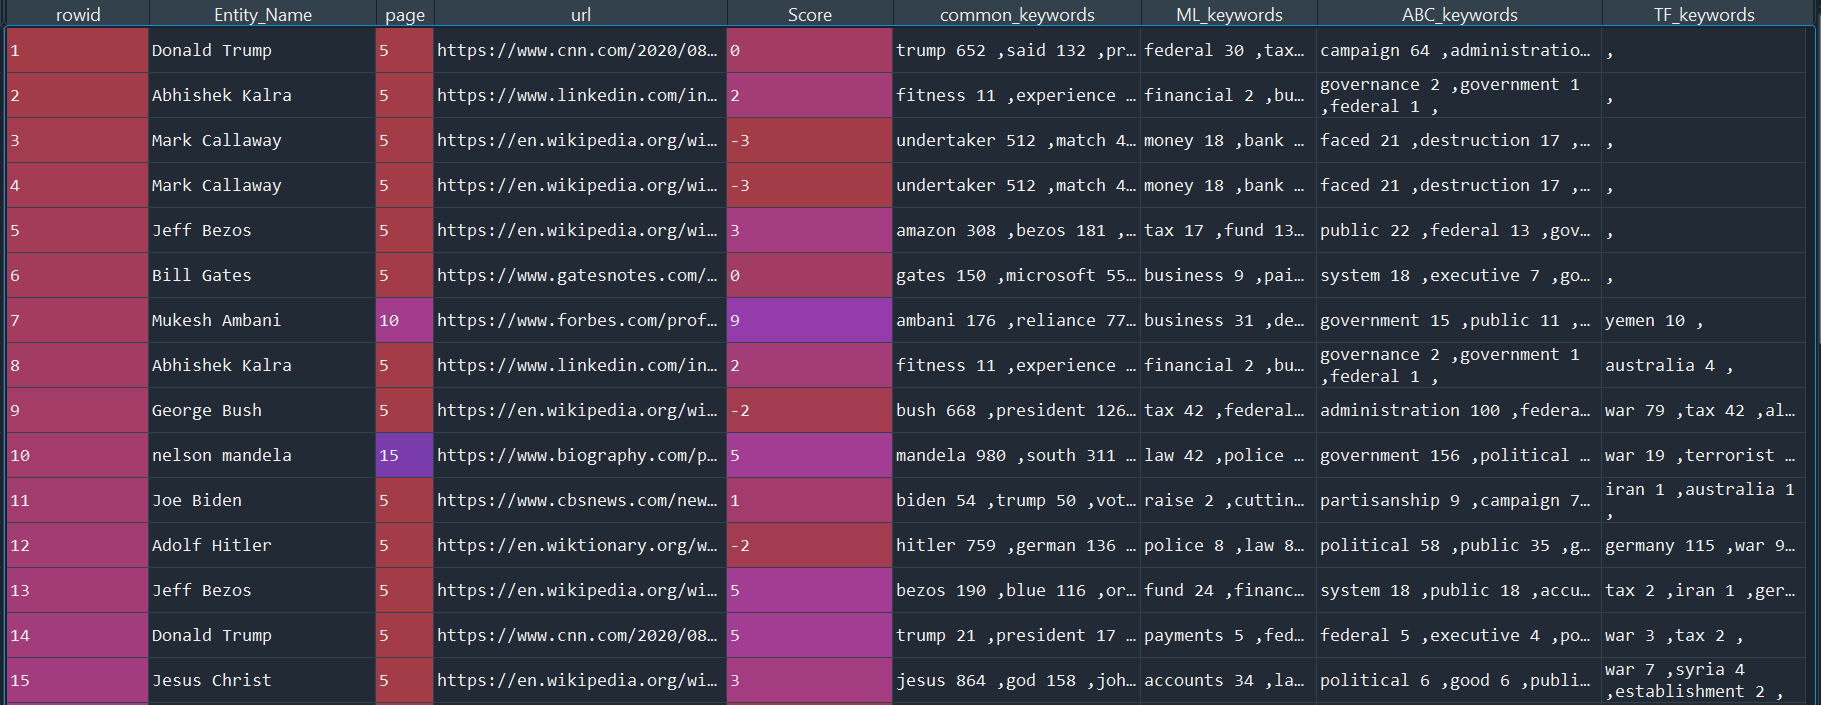 rowid Entity_Name page url Score common_keywords ML_keywords ABC_keywords TF_keywords
1 Donald Trump 5 https://www.cnn.com/2020/08... 0 trump 652 ,said 132 ,pr... federal 30 ,tax... campaign 64 ,administratio... ,
2 Abhishek Kalra 5 https://www.linkedin.com/in... 2 fitness 11 ,experience ... financial 2 ,bu... governance 2 ,government 1 ,
,federal 1 ,
3 Mark Callaway 5 https://en.wikipedia.org/wi... -3 undertaker 512 ,match 4... money 18 ,bank ... faced 21 ,destruction 17 ,... ,
4 Mark Callaway 5 https://en.wikipedia.org/wi... -3 undertaker 512 ,match 4... money 18 ,bank ... faced 21 ,destruction 17 ,... ,
5 Jeff Bezos 5 https://en.wikipedia.org/wi... 3 amazon 308 ,bezos 181 ,... tax 17 ,fund 13... public 22 ,federal 13 ,gov... ,
6 Bill Gates 5 https://www.gatesnotes.com/... 0 gates 150 ,microsoft 55... business 9 ,pai... system 18 ,executive 7 ,go... ,
7 Mukesh Ambani 10 https://www.forbes.com/prof... 9 ambani 176 ,reliance 77... business 31 ,de... government 15 ,public 11 ,... yemen 10 ,
8 Abhishek Kalra 5 https://www.linkedin.com/in... 2 fitness 11 ,experience ... financial 2 ,bu... governance 2 ,government 1 australia 4 ,
,federal 1 ,
9 George Bush 5 https://en.wikipedia.org/wi... -2 bush 668 ,president 126... tax 42 ,federal... administration 100 ,federa... war 79 ,tax 42 ,al...
10 nelson mandela 15 https://www.biography.com/p... 5 mandela 980 ,south 311 ... law 42 ,police ... government 156 ,political ... war 19 ,terrorist ...
11 Joe Biden 5 https://www.cbsnews.com/new... 1 biden 54 ,trump 50 ,vot... raise 2 ,cuttin... partisanship 9 ,campaign 7... iran 1 ,australia 1
,
12 Adolf Hitler 5 https://en.wiktionary.org/w... -2 hitler 759 ,german 136 ... police 8 ,law 8... political 58 ,public 35 ,g... germany 115 ,war 9...
13 Jeff Bezos 5 https://en.wikipedia.org/wi... 5 bezos 190 ,blue 116 ,or... fund 24 ,financ... system 18 ,public 18 ,accu... tax 2 ,iran 1 ,ger...
14 Donald Trump 5 https://www.cnn.com/2020/08... 5 trump 21 ,president 17 ... payments 5 ,fed... federal 5 ,executive 4 ,po... war 3 ,tax 2 ,
15 Jesus Christ 5 https://en.wikipedia.org/wi... 3 jesus 864 ,god 158 ,joh... accounts 34 ,la... political 6 ,good 6 ,publi... war 7 ,syria 4
,establishment 2 ,